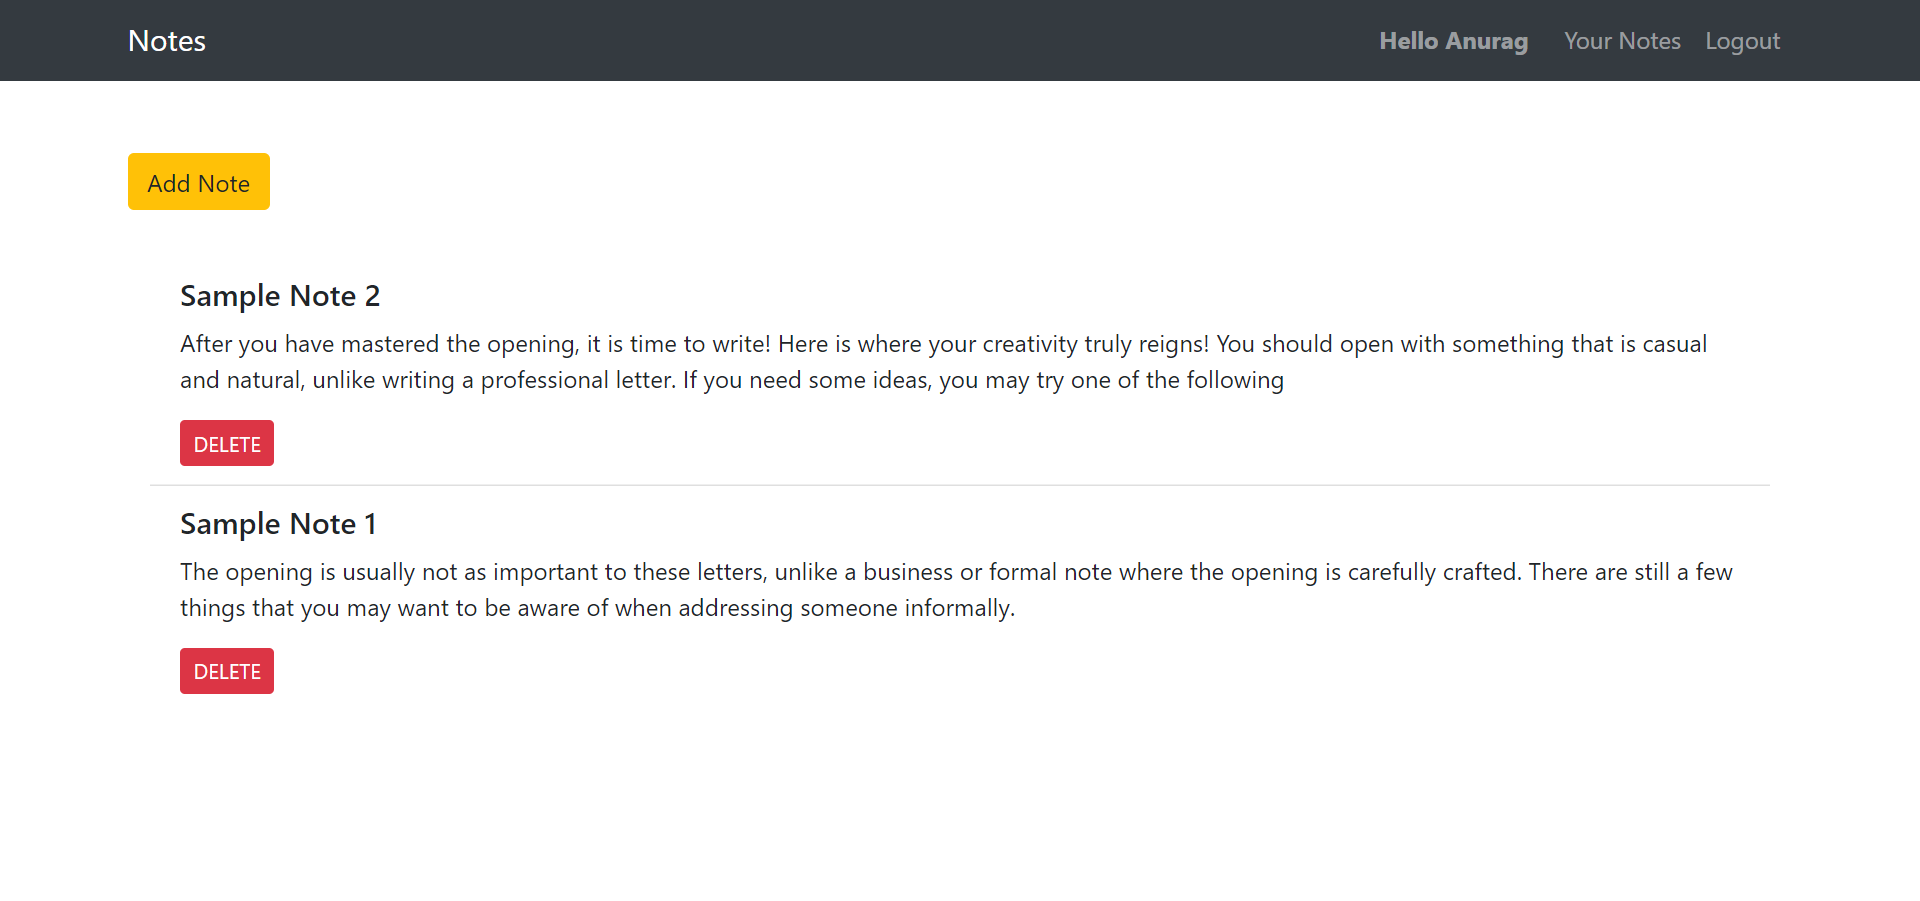 Notes
Hello Anurag
Your Notes
Logout
Add Note
Sample Note 2
After you have mastered the opening, it is time to write! Here is where your creativity truly reigns! You should open with something that is casual
and natural, unlike writing a professional letter. If you need some ideas, you may try one of the following
DELETE
Sample Note 1
The opening is usually not as important to these letters, unlike a business or formal note where the opening is carefully crafted. There are still a few
things that you may want to be aware of when addressing someone informally.
DELETE